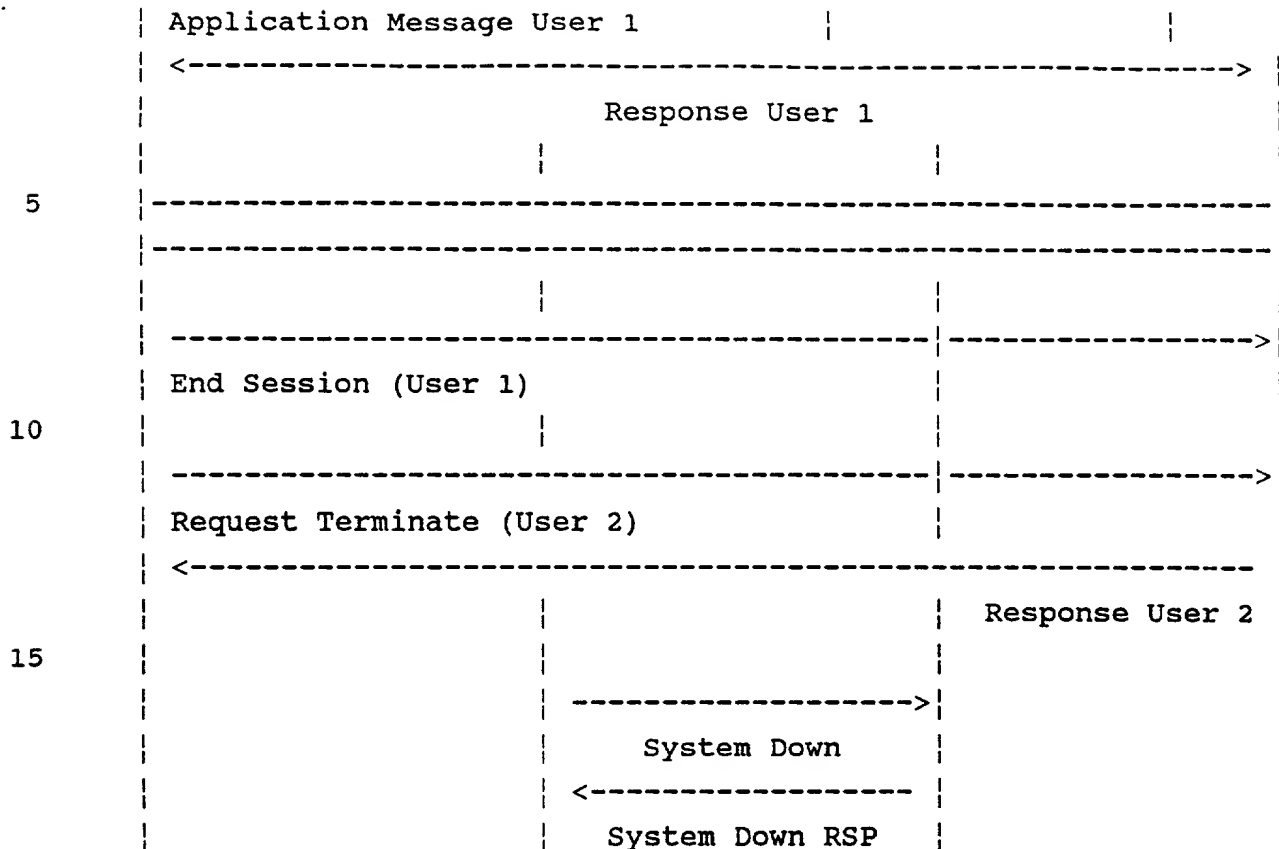 Application Message User 1
Response User 1
5
End Session (User 1)
10
Request Terminate (User 2)
Response User 2
15
System Down
System Down RSP